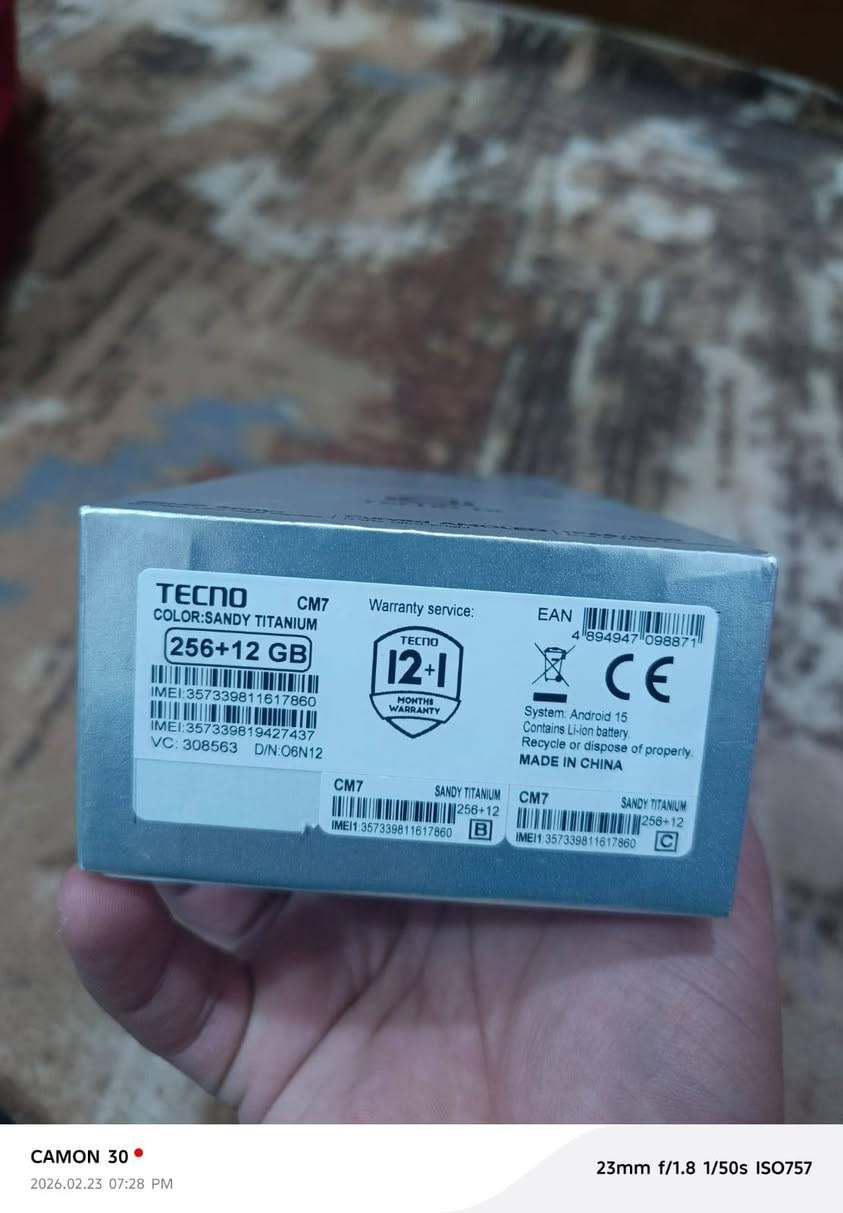 TECNO CM7
COLOR:SANDY TITANIUM
256+12 GB
IMEI:357339811617860
IMEI:357339819427437
VC: 308563 D/N:O6N12
Warranty service:
TECNO
12+1
MONTHS
WARRANTY
EAN
4 894947 098871
CE
System: Android 15
Contains Li-ion battery.
Recycle or dispose of properly.
MADE IN CHINA
CM7 SANDY TITANIUM
256+12
IMEI1:357339811617860 B
CM7 SANDY TITANIUM
256+12
IMEI1:357339811617860 C
CAMON 30
2026.02.23 07:28 PM
23mm f/1.8 1/50s ISO757